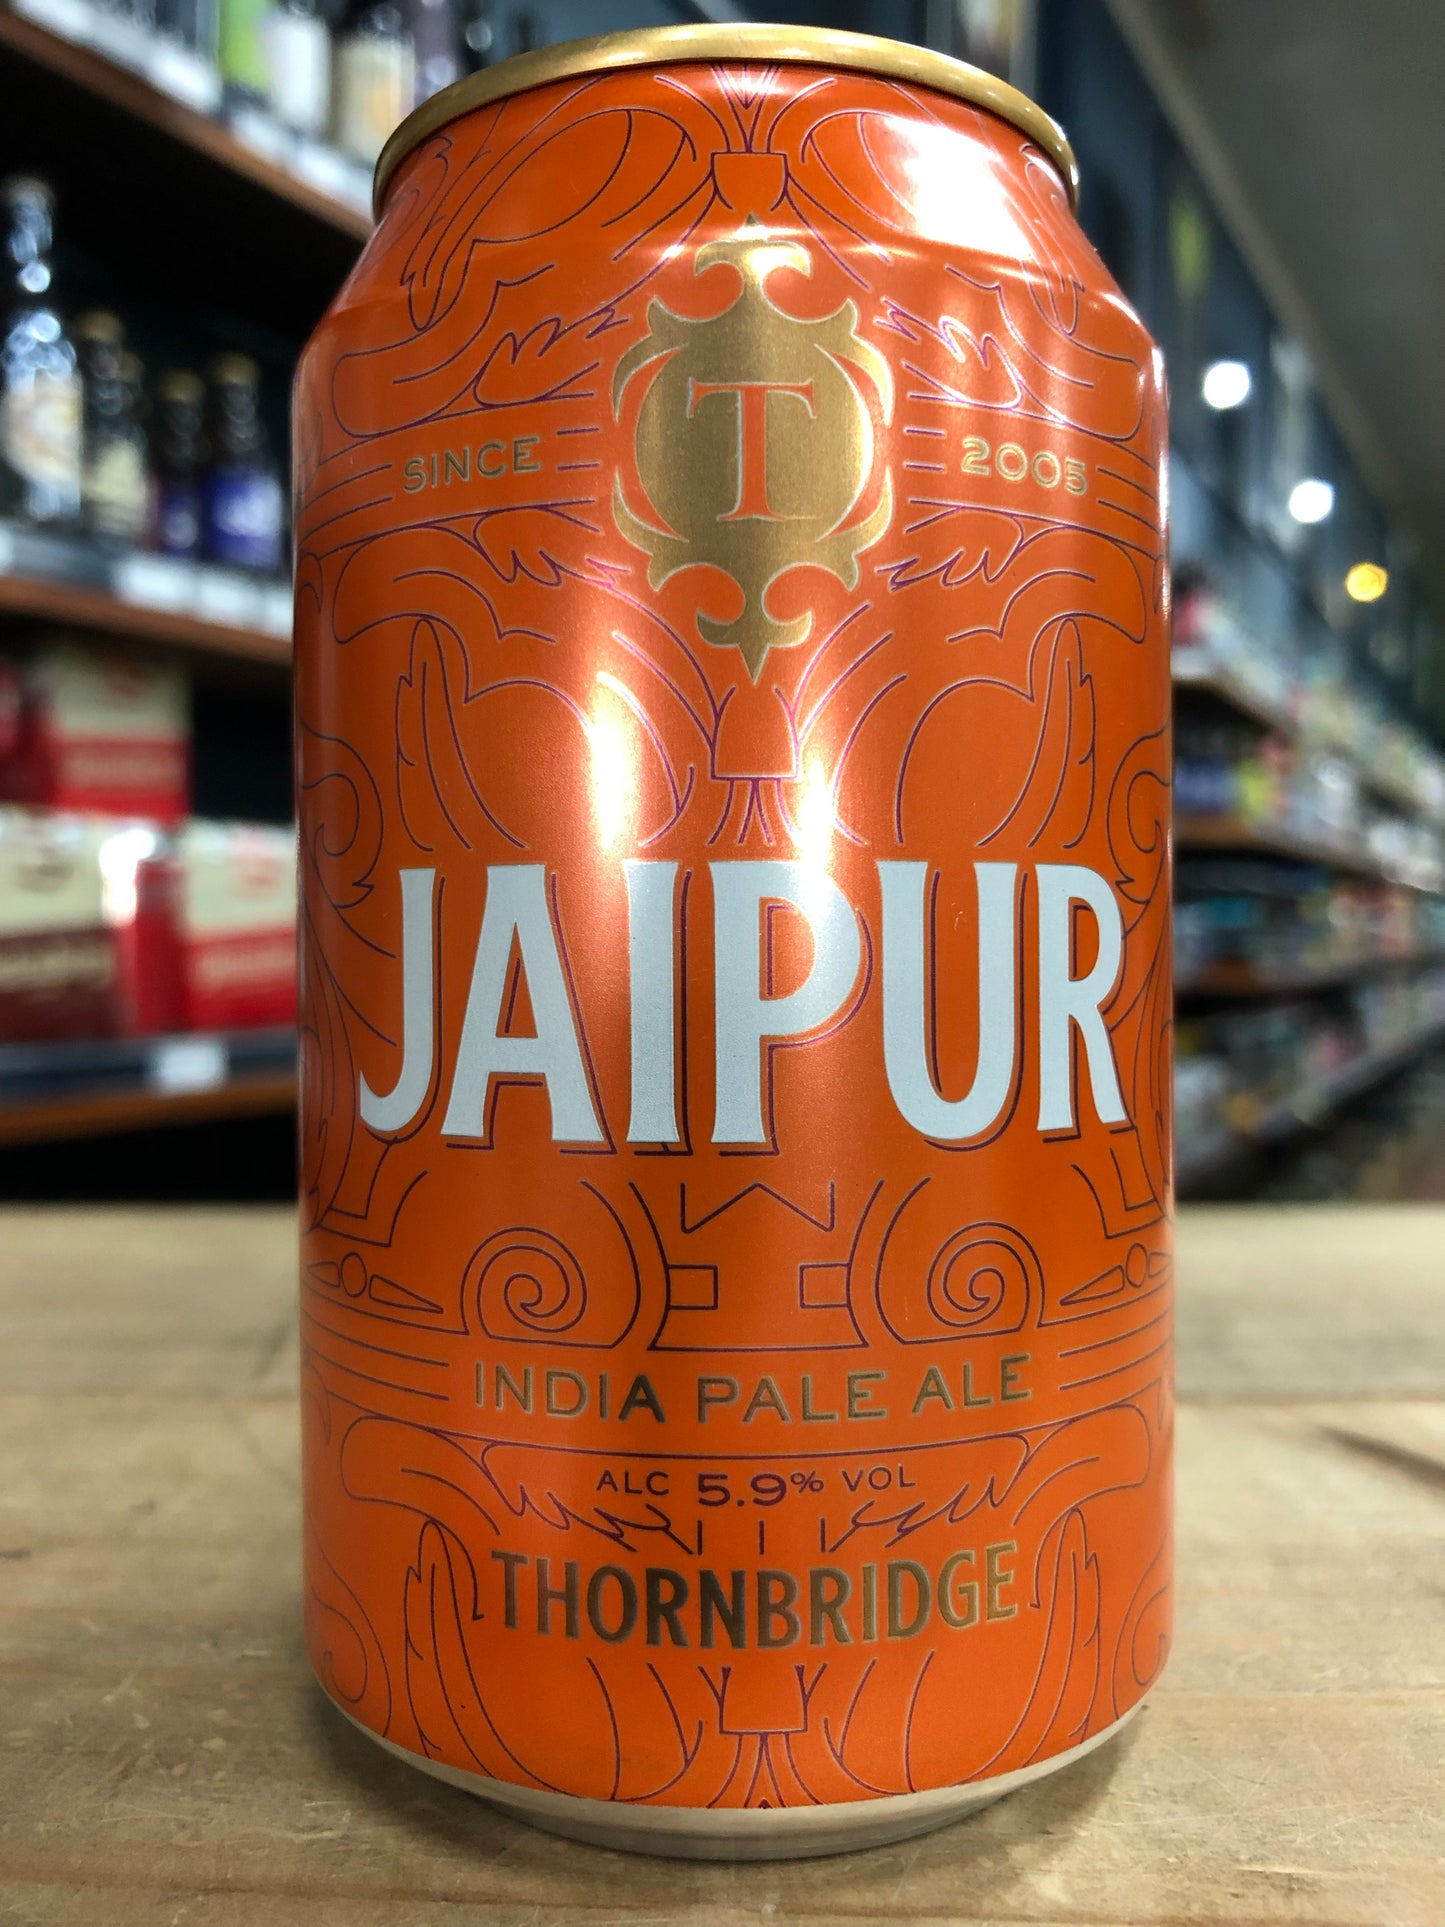 T
SINCE 2005
JAIPUR
INDIA PALE ALE
ALC 5.9% VOL
THORNBRIDGE